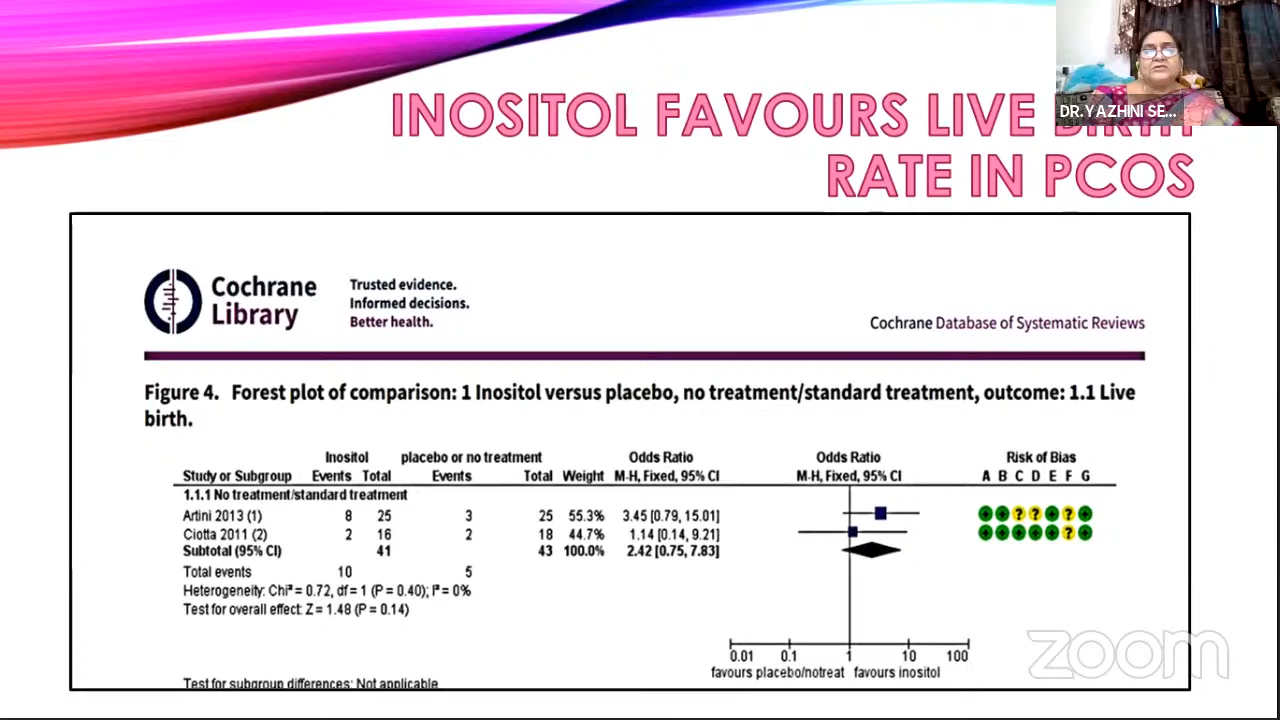 INOSITOL FAVOURS LIVE BIRTH
RATE IN PCOS
DR.YAZHINI SE...
Cochrane
Library
Trusted evidence.
Informed decisions.
Better health.
Cochrane Database of Systematic Reviews
Figure 4. Forest plot of comparison: 1 Inositol versus placebo, no treatment/standard treatment, outcome: 1.1 Live
birth.
Inositol placebo or no treatment Odds Ratio Odds Ratio Risk of Bias
Study or Subgroup Events Total Events Total Weight M-H, Fixed, 95% CI M-H, Fixed, 95% CI A B C D E F G
1.1.1 No treatment/standard treatment
Artini 2013 (1) 8 25 3 25 55.3% 3.45 [0.79, 15.01] + + ? ? + ? +
Ciotta 2011 (2) 2 16 2 18 44.7% 1.14 [0.14, 9.21] + + + + + ? +
Subtotal (95% CI) 41 43 100.0% 2.42 [0.75, 7.83]
Total events 10 5
Heterogeneity: Chi² = 0.72, df = 1 (P = 0.40); I² = 0%
Test for overall effect: Z = 1.48 (P = 0.14)
0.01 0.1 1 10 100
favours placebo/notreat favours inositol
Test for subgroup differences: Not applicable
zoom